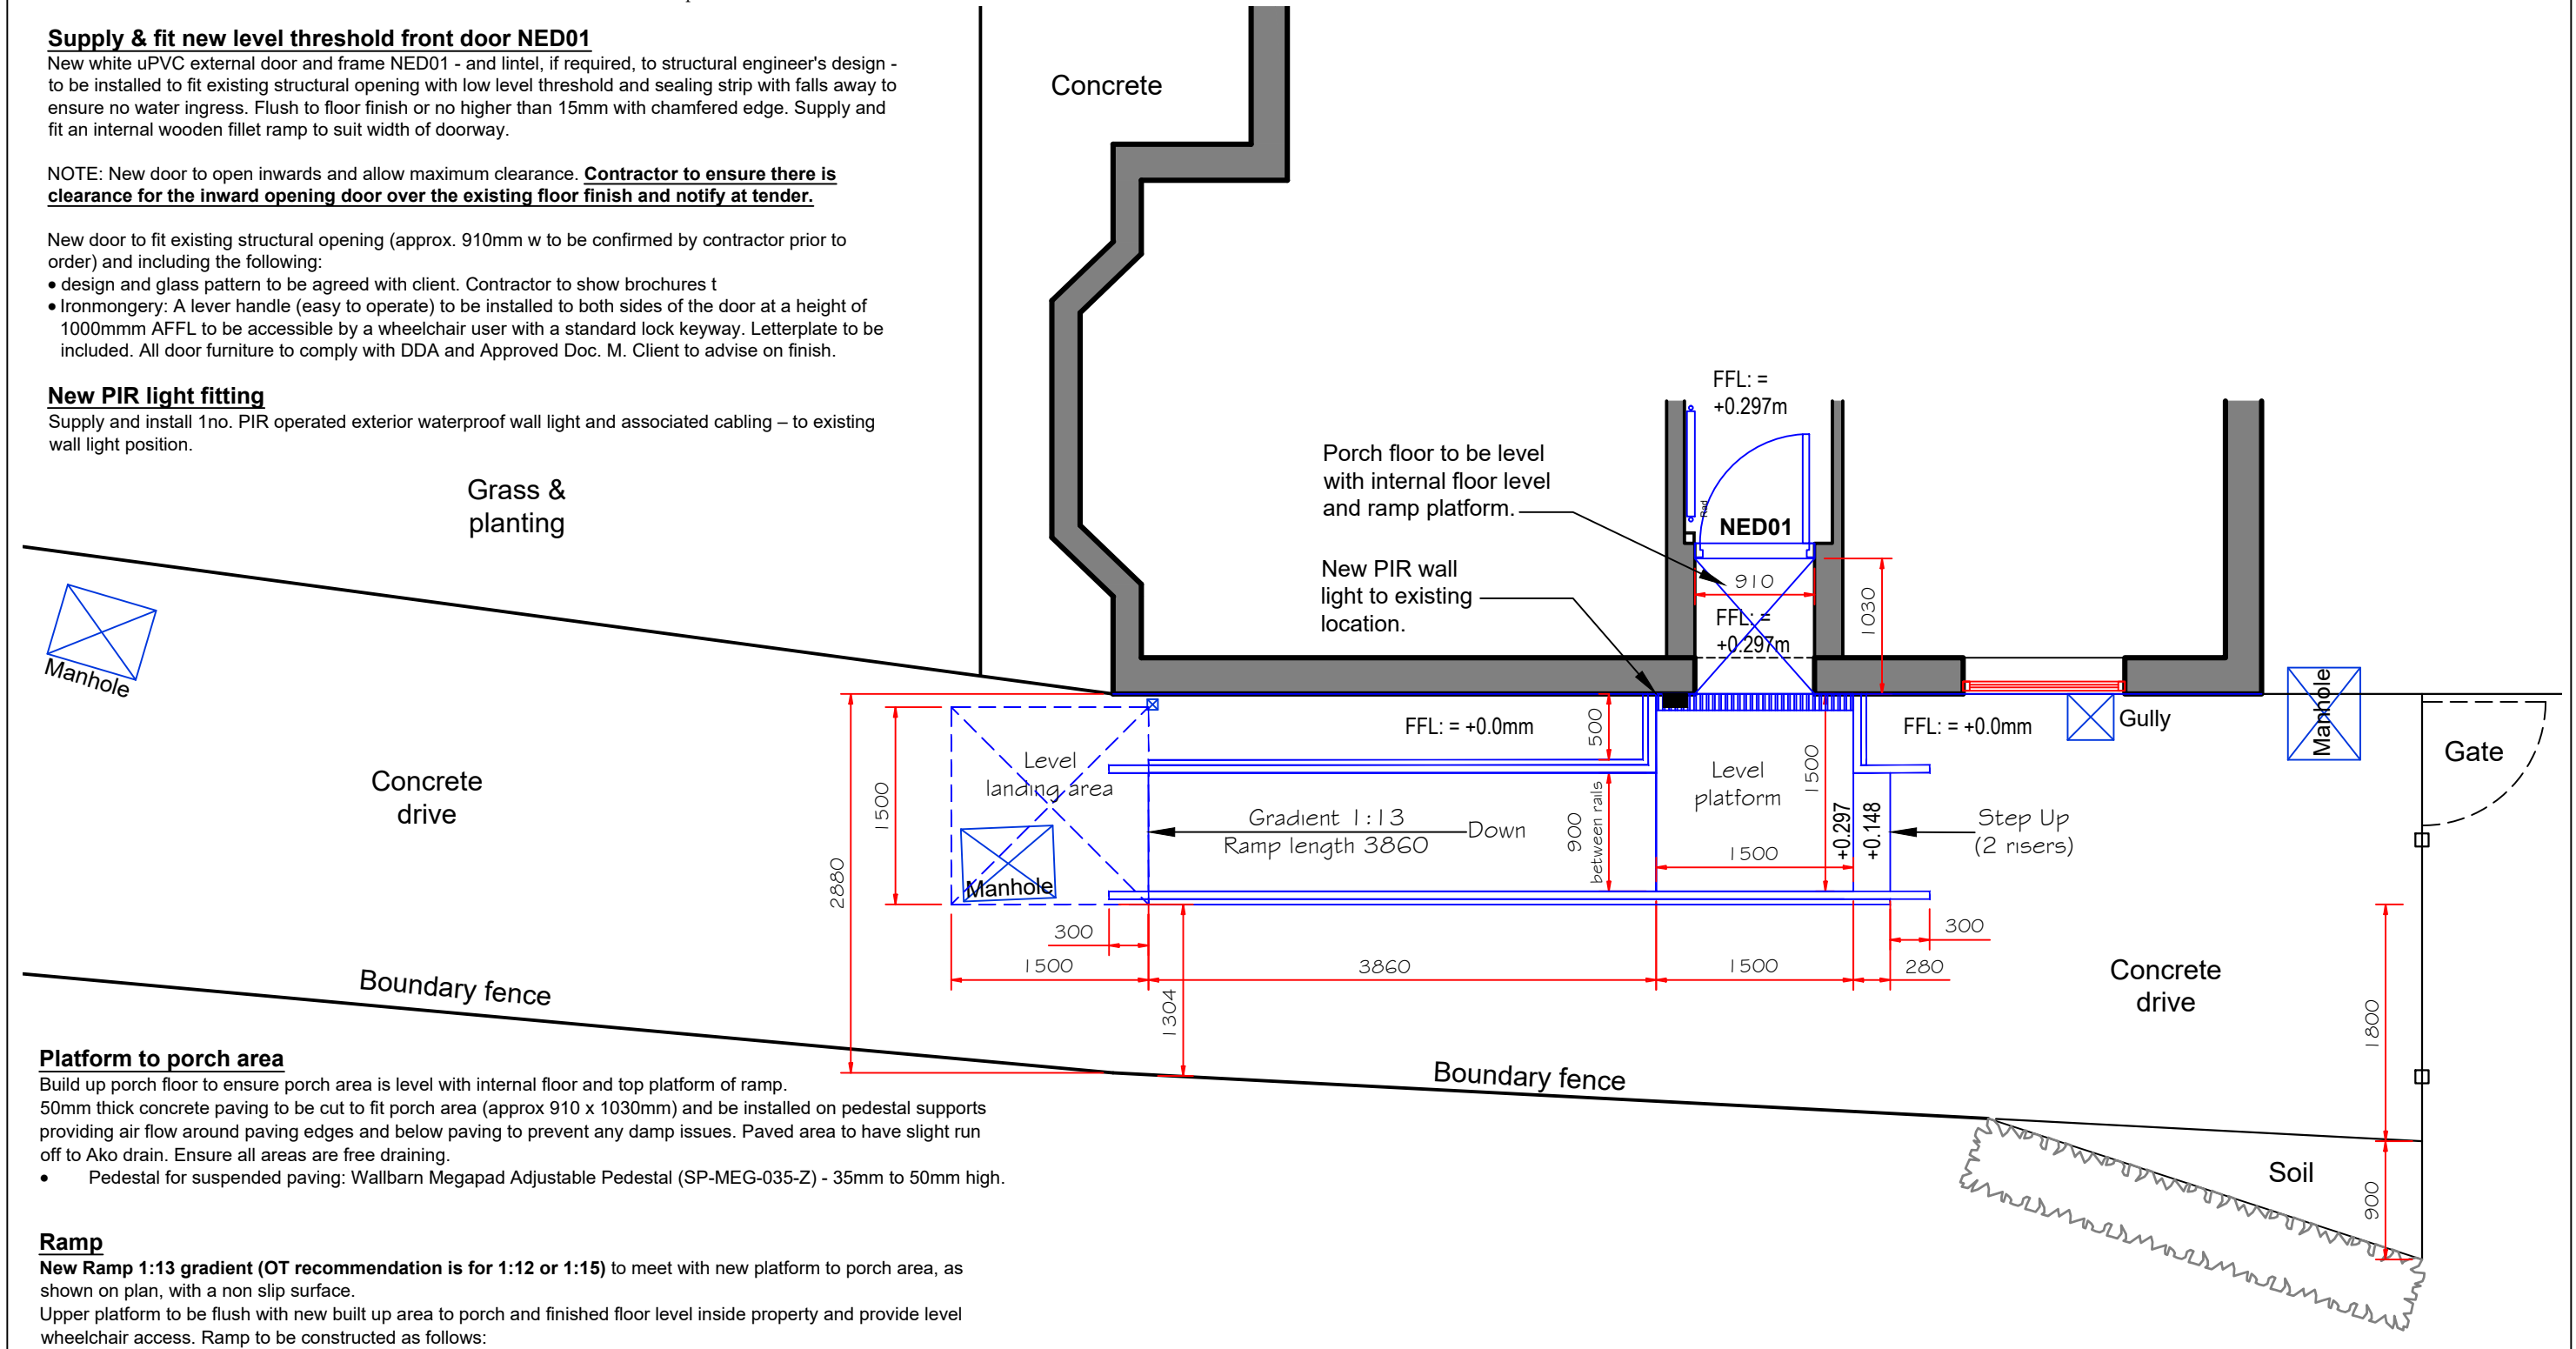 Supply & fit new level threshold front door NED01
New white uPVC external door and frame NED01 - and lintel, if required, to structural engineer's design -
to be installed to fit existing structural opening with low level threshold and sealing strip with falls away to
ensure no water ingress. Flush to floor finish or no higher than 15mm with chamfered edge. Supply and
fit an internal wooden fillet ramp to suit width of doorway.
NOTE: New door to open inwards and allow maximum clearance. Contractor to ensure there is
clearance for the inward opening door over the existing floor finish and notify at tender.
New door to fit existing structural opening (approx. 910mm w to be confirmed by contractor prior to
order) and including the following:
• design and glass pattern to be agreed with client. Contractor to show brochures t
• Ironmongery: A lever handle (easy to operate) to be installed to both sides of the door at a height of
1000mmm AFFL to be accessible by a wheelchair user with a standard lock keyway. Letterplate to be
included. All door furniture to comply with DDA and Approved Doc. M. Client to advise on finish.
New PIR light fitting
Supply and install 1no. PIR operated exterior waterproof wall light and associated cabling – to existing
wall light position.
Grass &
planting
Concrete
FFL: =
+0.297m
Porch floor to be level
with internal floor level
and ramp platform.
Rad
NED01
New PIR wall
light to existing
location.
910
1030
FFL: =
+0.297m
Manhole
Concrete
drive
2880
1500
Level
landing area
Manhole
FFL: = +0.0mm
500
Gradient 1:13
Ramp length 3860
Down
900
between rails
Level
platform
1500
1500
+0.297
+0.148
FFL: = +0.0mm
Step Up
(2 risers)
Gully
Manhole
Gate
300
1500
1304
3860
1500
280
300
Concrete
drive
1800
900
Soil
Boundary fence
Boundary fence
Platform to porch area
Build up porch floor to ensure porch area is level with internal floor and top platform of ramp.
50mm thick concrete paving to be cut to fit porch area (approx 910 x 1030mm) and be installed on pedestal supports
providing air flow around paving edges and below paving to prevent any damp issues. Paved area to have slight run
off to Ako drain. Ensure all areas are free draining.
• Pedestal for suspended paving: Wallbarn Megapad Adjustable Pedestal (SP-MEG-035-Z) - 35mm to 50mm high.
Ramp
New Ramp 1:13 gradient (OT recommendation is for 1:12 or 1:15) to meet with new platform to porch area, as
shown on plan, with a non slip surface.
Upper platform to be flush with new built up area to porch and finished floor level inside property and provide level
wheelchair access. Ramp to be constructed as follows: